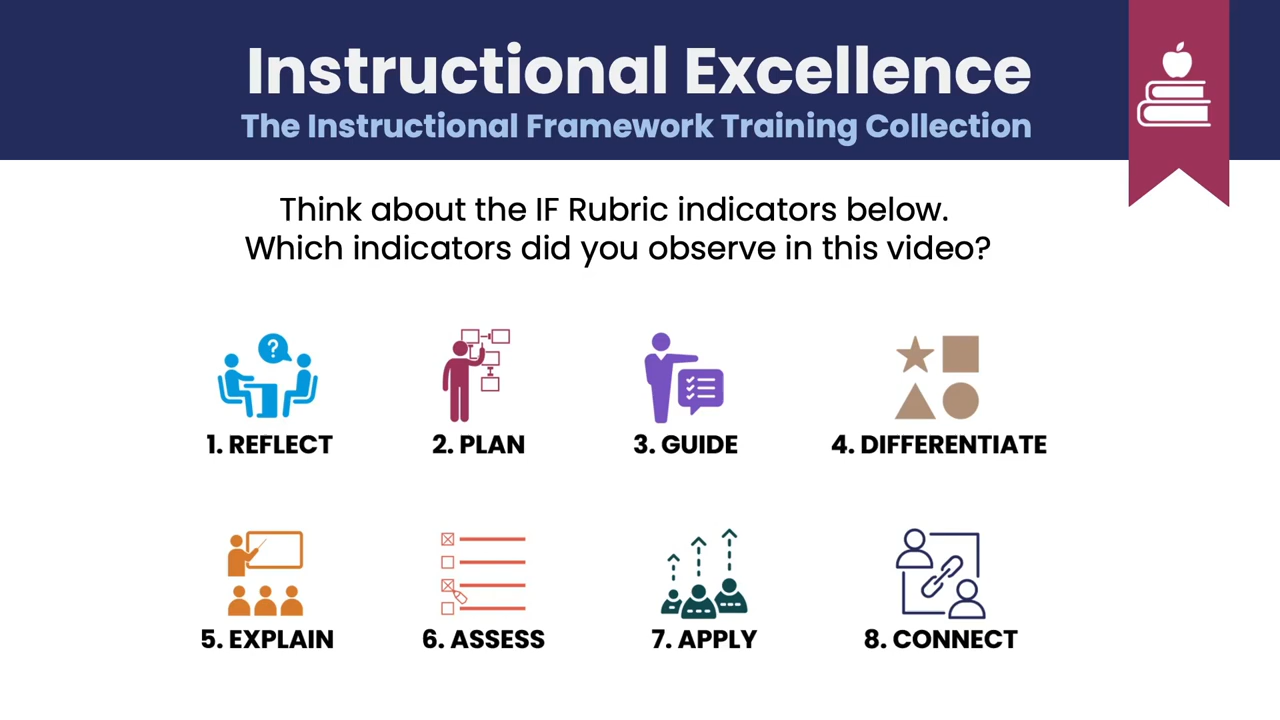 Instructional Excellence
The Instructional Framework Training Collection
Think about the IF Rubric indicators below.
Which indicators did you observe in this video?
?
1. REFLECT
2. PLAN
3. GUIDE
4. DIFFERENTIATE
5. EXPLAIN
6. ASSESS
7. APPLY
8. CONNECT